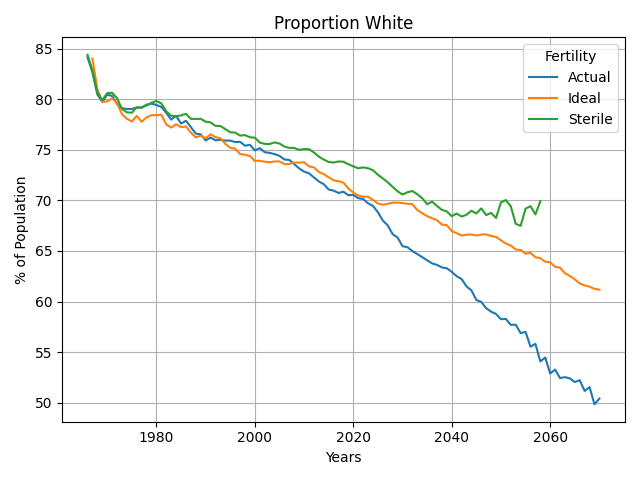 Proportion White
Fertility
Actual
Ideal
Sterile
% of Population
85
80
75
70
65
60
55
50
1980 2000 2020 2040 2060
Years